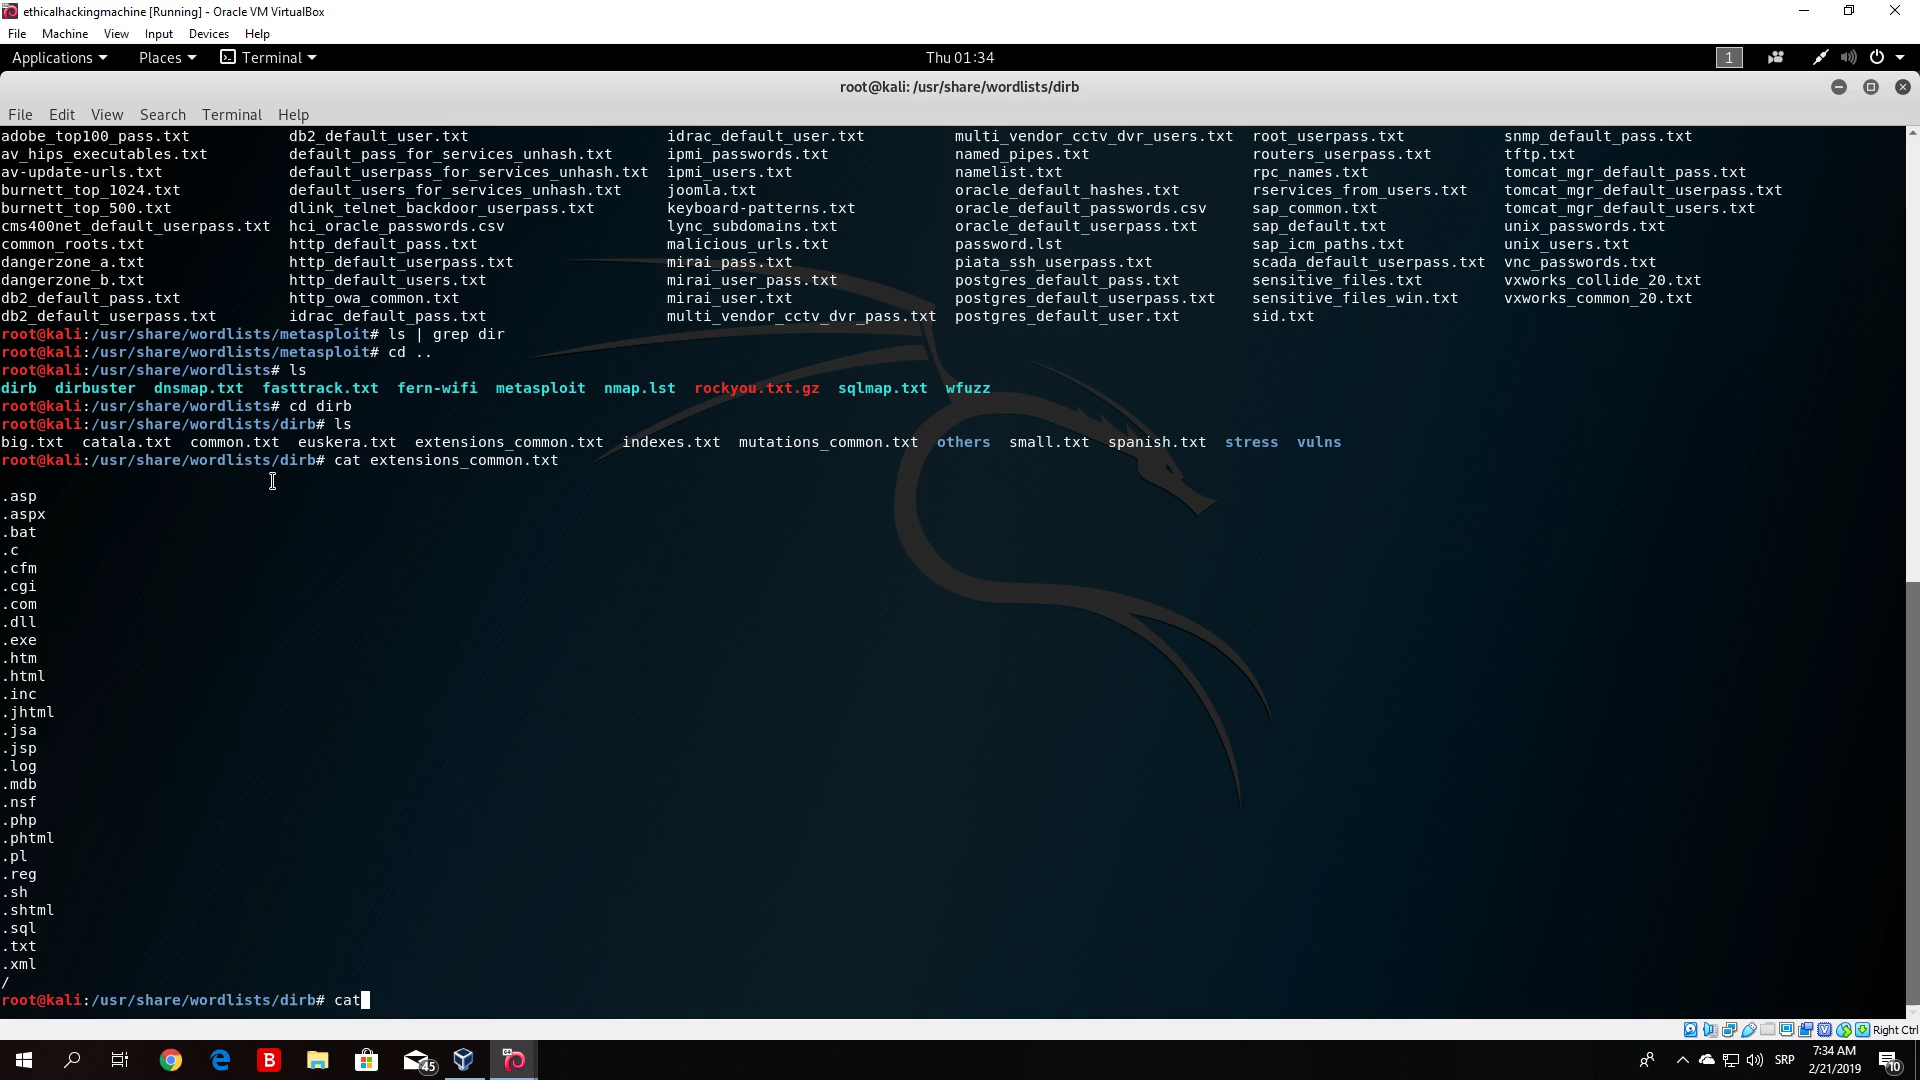 ethicalhackingmachine [Running] - Oracle VM VirtualBox
File Machine View Input Devices Help
Applications Places Terminal Thu 01:34 1
root@kali: /usr/share/wordlists/dirb
File Edit View Search Terminal Help
adobe_top100_pass.txt db2_default_user.txt idrac_default_user.txt multi_vendor_cctv_dvr_users.txt root_userpass.txt snmp_default_pass.txt
av_hips_executables.txt default_pass_for_services_unhash.txt ipmi_passwords.txt named_pipes.txt routers_userpass.txt tftp.txt
av-update-urls.txt default_userpass_for_services_unhash.txt ipmi_users.txt namelist.txt rpc_names.txt tomcat_mgr_default_pass.txt
burnett_top_1024.txt default_users_for_services_unhash.txt joomla.txt oracle_default_hashes.txt rservices_from_users.txt tomcat_mgr_default_userpass.txt
burnett_top_500.txt dlink_telnet_backdoor_userpass.txt keyboard-patterns.txt oracle_default_passwords.csv sap_common.txt tomcat_mgr_default_users.txt
cms400net_default_userpass.txt hci_oracle_passwords.csv lync_subdomains.txt oracle_default_userpass.txt sap_default.txt unix_passwords.txt
common_roots.txt http_default_pass.txt malicious_urls.txt password.lst sap_icm_paths.txt unix_users.txt
dangerzone_a.txt http_default_userpass.txt mirai_pass.txt piata_ssh_userpass.txt scada_default_userpass.txt vnc_passwords.txt
dangerzone_b.txt http_default_users.txt mirai_user_pass.txt postgres_default_pass.txt sensitive_files.txt vxworks_collide_20.txt
db2_default_pass.txt http_owa_common.txt mirai_user.txt postgres_default_userpass.txt sensitive_files_win.txt vxworks_common_20.txt
db2_default_userpass.txt idrac_default_pass.txt multi_vendor_cctv_dvr_pass.txt postgres_default_user.txt sid.txt
root@kali:/usr/share/wordlists/metasploit# ls | grep dir
root@kali:/usr/share/wordlists/metasploit# cd ..
root@kali:/usr/share/wordlists# ls
dirb dirbuster dnsmap.txt fasttrack.txt fern-wifi metasploit nmap.lst rockyou.txt.gz sqlmap.txt wfuzz
root@kali:/usr/share/wordlists# cd dirb
root@kali:/usr/share/wordlists/dirb# ls
big.txt catala.txt common.txt euskera.txt extensions_common.txt indexes.txt mutations_common.txt others small.txt spanish.txt stress vulns
root@kali:/usr/share/wordlists/dirb# cat extensions_common.txt
.asp
.aspx
.bat
.c
.cfm
.cgi
.com
.dll
.exe
.htm
.html
.inc
.jhtml
.jsa
.jsp
.log
.mdb
.nsf
.php
.phtml
.pl
.reg
.sh
.shtml
.sql
.txt
.xml
/
root@kali:/usr/share/wordlists/dirb# cat
Right Ctrl
45 SRP 7:34 AM
2/21/2019 10